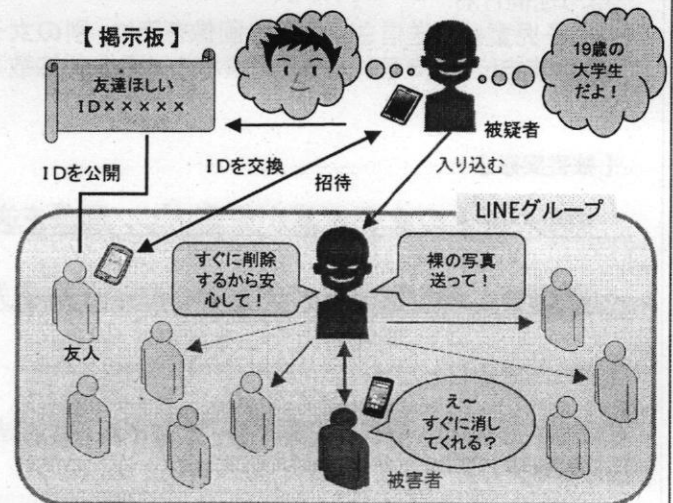 【掲示板】
友達ほしい
ID×××××
19歳の
大学生
だよ!
被疑者
IDを公開
IDを交換
招待
入り込む
LINEグループ
すぐに削除
するから安
心して!
裸の写真
送って!
友人
え～
すぐに消し
てくれる?
被害者